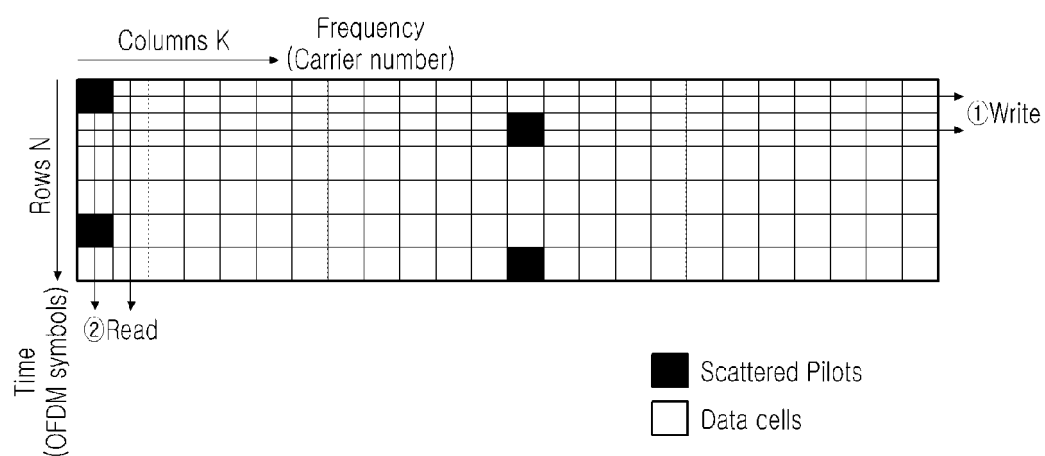 Columns K
Frequency
(Carrier number)
①Write
Rows N
②Read
Time
(OFDM symbols)
Scattered Pilots
Data cells